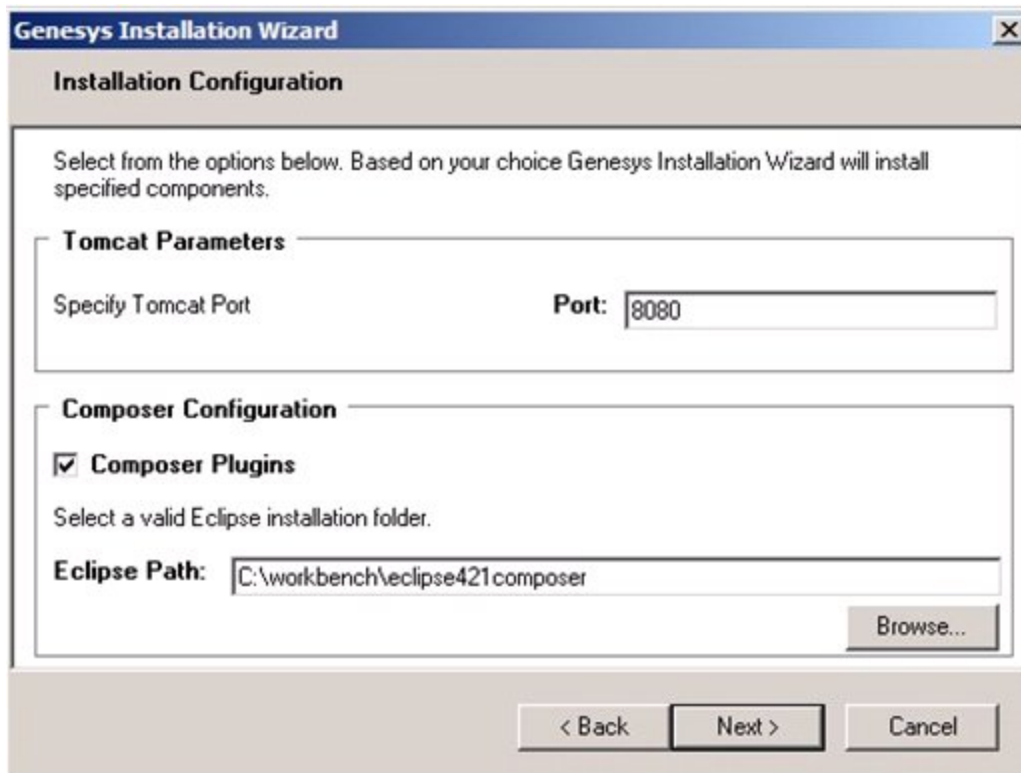 Genesys Installation Wizard
Installation Configuration
Select from the options below. Based on your choice Genesys Installation Wizard will install
specified components.
Tomcat Parameters
Specify Tomcat Port Port: 8080
Composer Configuration
Composer Plugins
Select a valid Eclipse installation folder.
Eclipse Path: C:\workbench\eclipse421composer
Browse...
< Back Next > Cancel